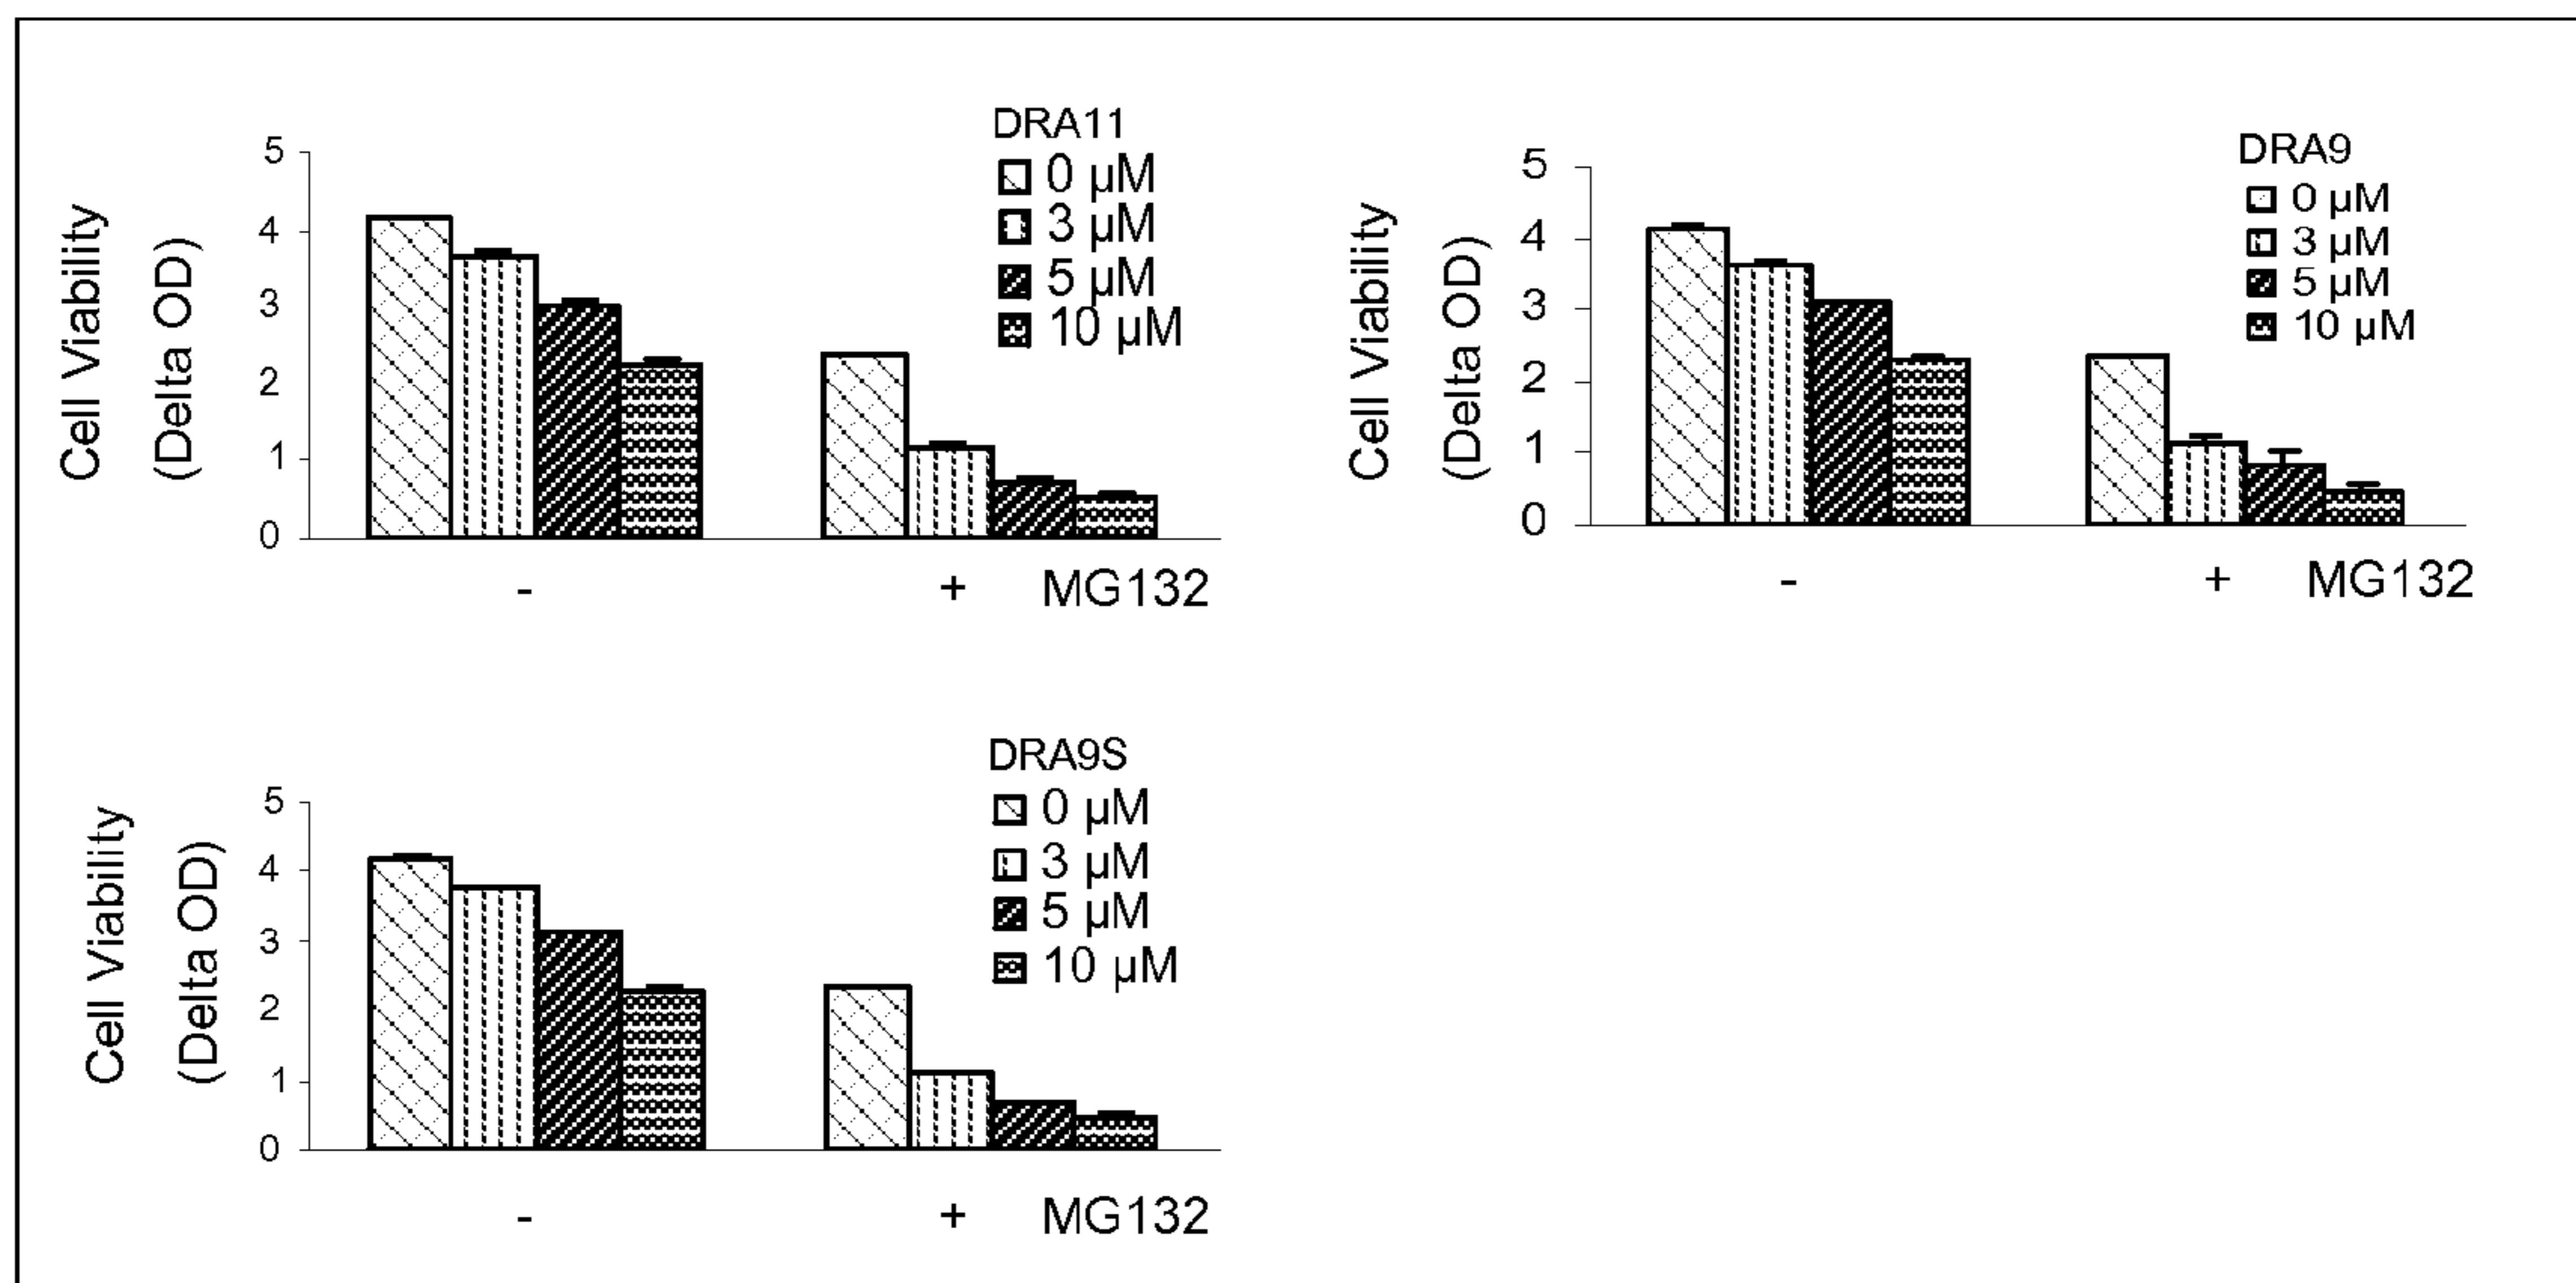 DRA11
0 µM
3 µM
5 µM
10 µM
Cell Viability
(Delta OD)
5
4
3
2
1
0
-
+
MG132
DRA9
0 µM
3 µM
5 µM
10 µM
Cell Viability
(Delta OD)
5
4
3
2
1
0
-
+
MG132
DRA9S
0 µM
3 µM
5 µM
10 µM
Cell Viability
(Delta OD)
5
4
3
2
1
0
-
+
MG132